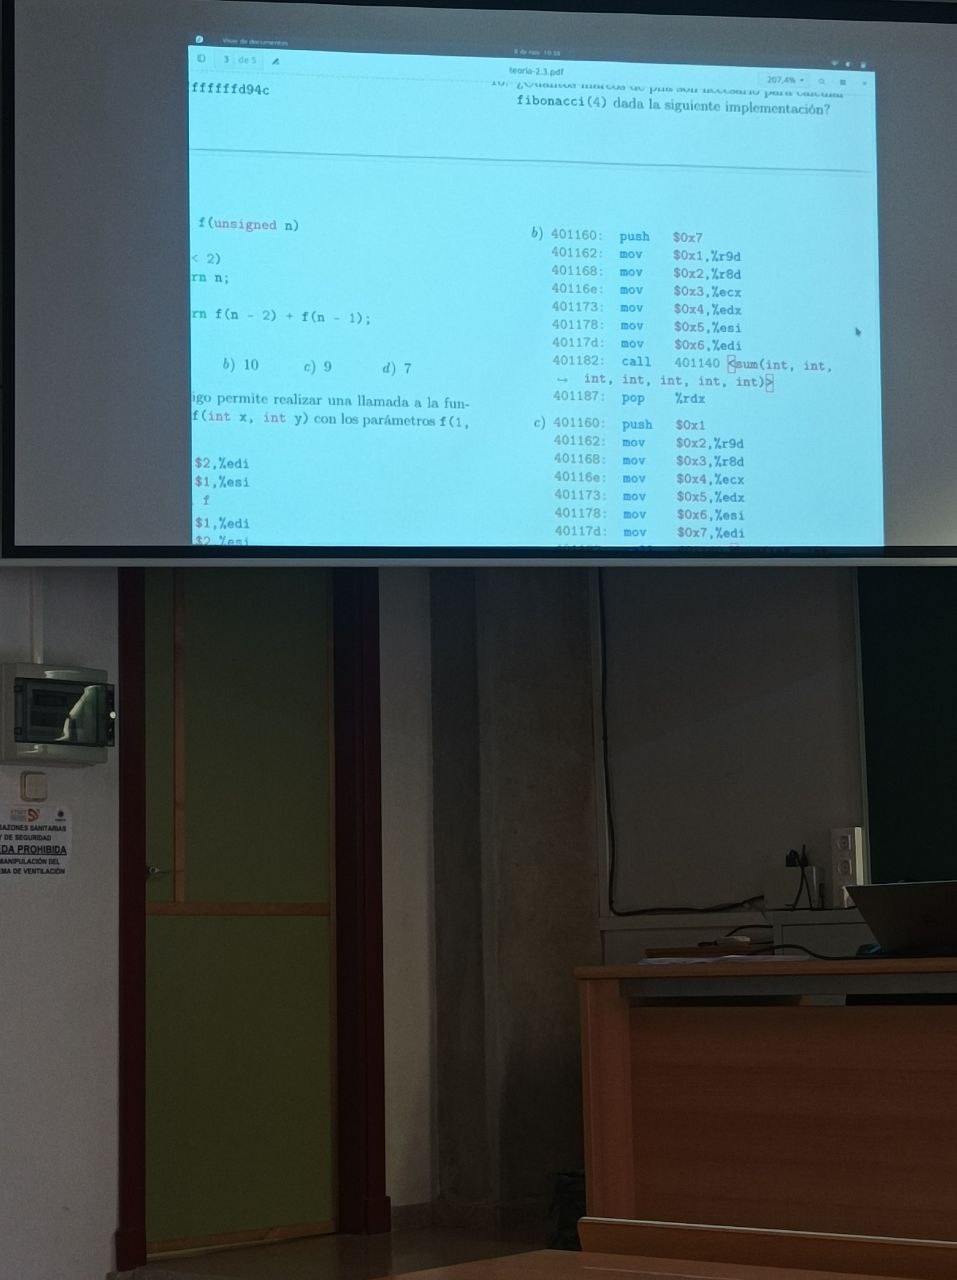 Visor de documentos
8 de nov 10:58
3 de 5
teoria-2.3.pdf
207,4%
ffffffd94c
10. ¿Cuántos marcos de pila son necesario para calcular
fibonacci(4) dada la siguiente implementación?
f(unsigned n)
< 2)
rn n;
rn f(n - 2) + f(n - 1);
b) 10 c) 9 d) 7
igo permite realizar una llamada a la fun-
f(int x, int y) con los parámetros f(1,
$2,%edi
$1,%esi
f
$1,%edi
$2,%esi
b) 401160: push $0x7
401162: mov $0x1,%r9d
401168: mov $0x2,%r8d
40116e: mov $0x3,%ecx
401173: mov $0x4,%edx
401178: mov $0x5,%esi
40117d: mov $0x6,%edi
401182: call 401140 <sum(int, int,
↪ int, int, int, int, int)>
401187: pop %rdx
c) 401160: push $0x1
401162: mov $0x2,%r9d
401168: mov $0x3,%r8d
40116e: mov $0x4,%ecx
401173: mov $0x5,%edx
401178: mov $0x6,%esi
40117d: mov $0x7,%edi
RAZONES SANITARIAS
Y DE SEGURIDAD
DA PROHIBIDA
MANIPULACIÓN DEL
MA DE VENTILACIÓN